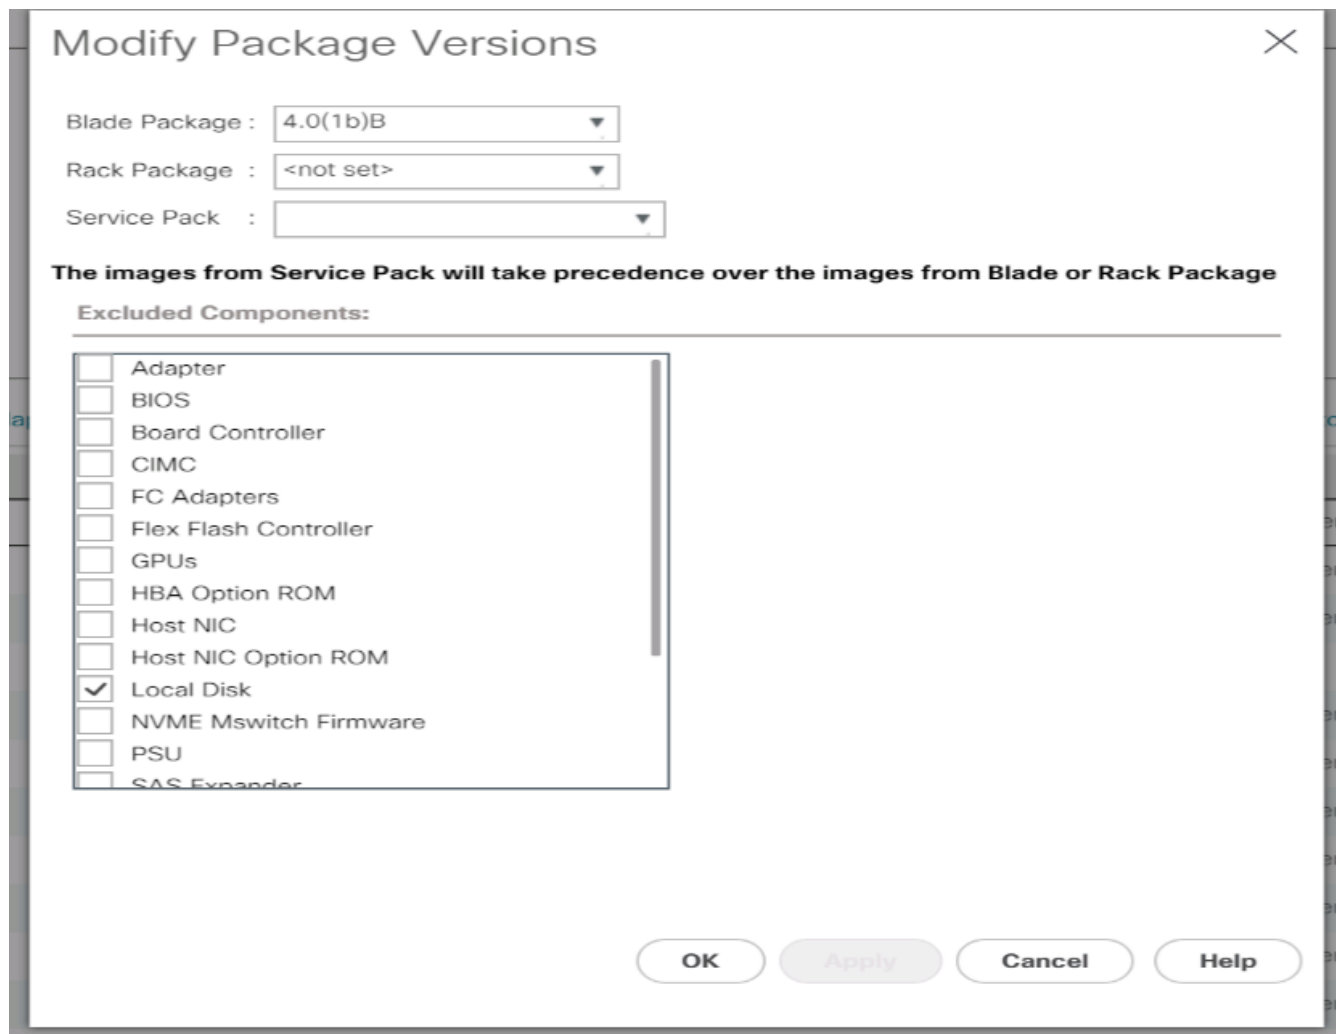 Modify Package Versions
Blade Package : 4.0(1b)B
Rack Package : <not set>
Service Pack :
The images from Service Pack will take precedence over the images from Blade or Rack Package
Excluded Components:
Adapter
BIOS
Board Controller
CIMC
FC Adapters
Flex Flash Controller
GPUs
HBA Option ROM
Host NIC
Host NIC Option ROM
Local Disk
NVME Mswitch Firmware
PSU
SAS Expander
OK Apply Cancel Help